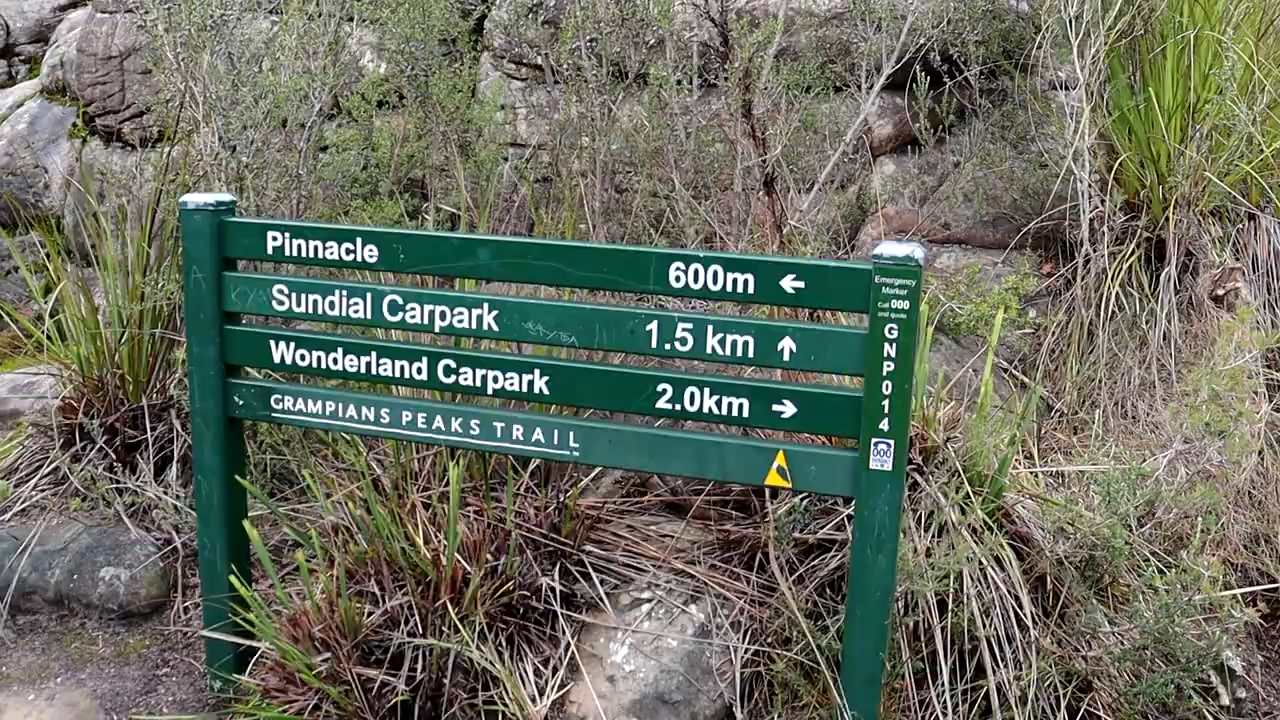 Pinnacle 600m ←
Sundial Carpark 1.5 km ↑
Wonderland Carpark 2.0km →
GRAMPIANS PEAKS TRAIL
Emergency
Marker
Call 000
and quote
GNP014
000